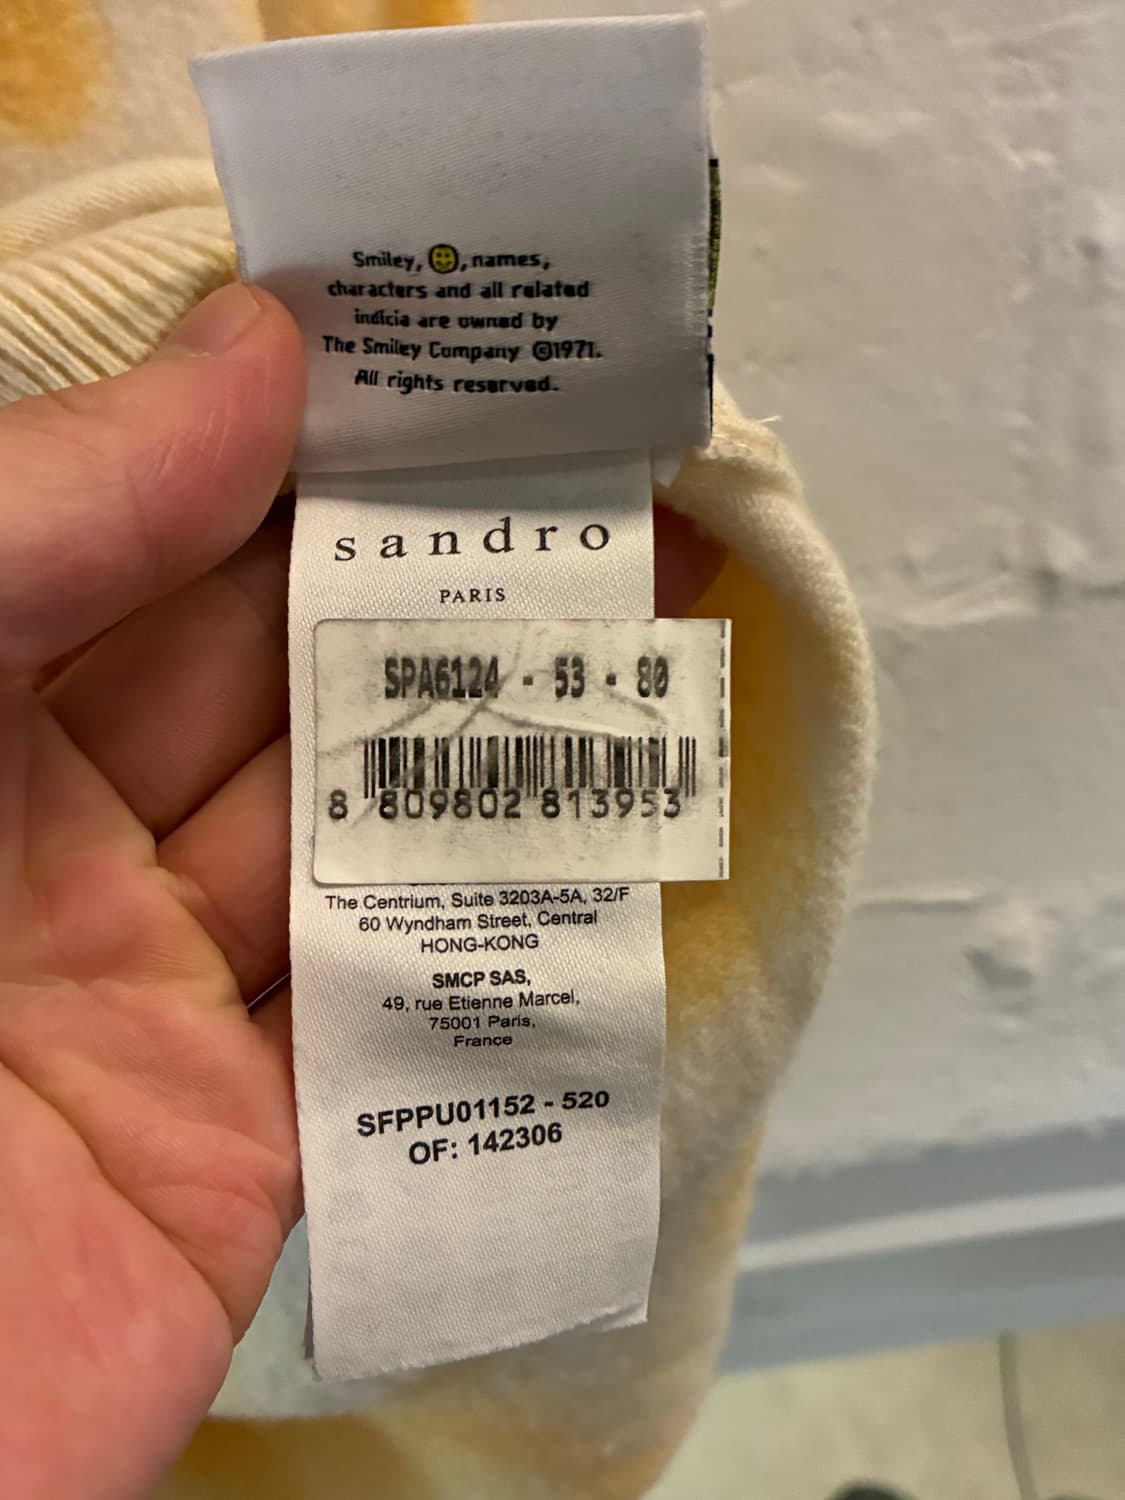 Smiley, , names,
characters and all related
indicia are owned by
The Smiley Company ©1971.
All rights reserved.
sandro
PARIS
SPA6124 - 53 - 80
8 809802 813953
The Centrium, Suite 3203A-5A, 32/F
60 Wyndham Street, Central
HONG-KONG
SMCP SAS,
49, rue Etienne Marcel,
75001 Paris,
France
SFPPU01152 - 520
OF: 142306